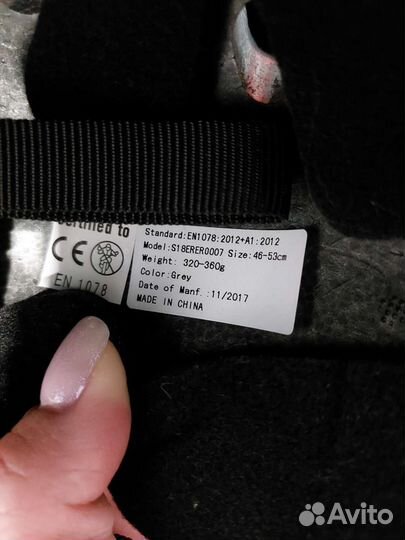 Certified to
CE
EN 1078
Standard:EN1078:2012+A1:2012
Model:S18ERER0007 Size:46-53cm
Weight: 320-360g
Color:Grey
Date of Manf.:11/2017
MADE IN CHINA
Avito